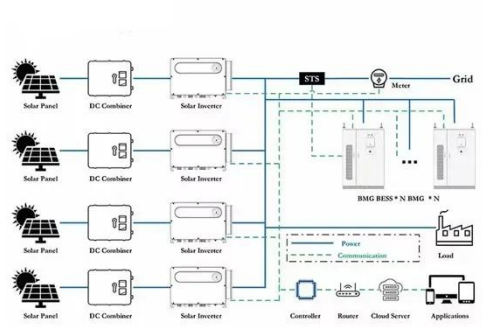 STS
Meter
Grid
Solar Panel
DC Combiner
Solar Inverter
Solar Panel
DC Combiner
Solar Inverter
BMG BESS * N BMG * N
Solar Panel
DC Combiner
Solar Inverter
Power
Communication
Load
Solar Panel
DC Combiner
Solar Inverter
Controller
Router
Cloud Server
Applications